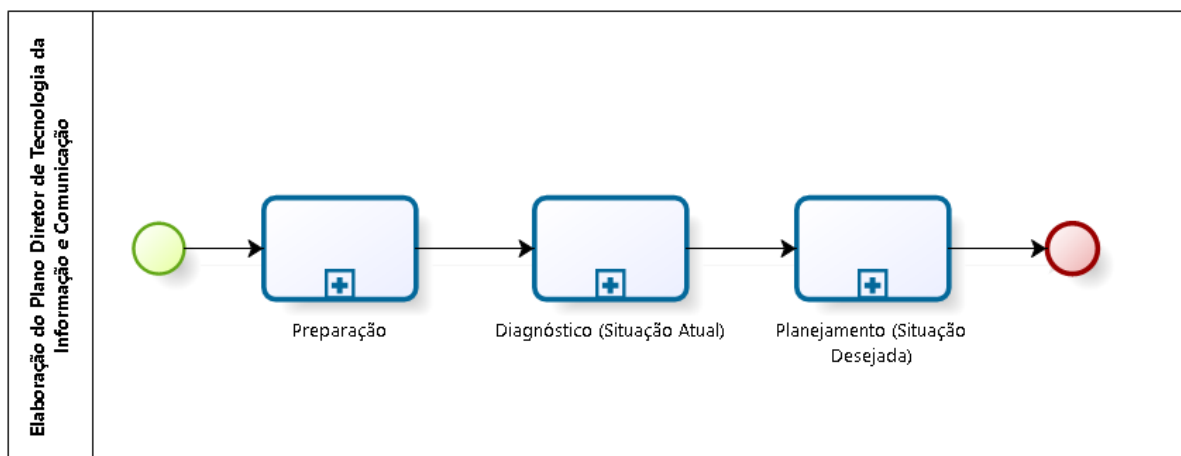 Elaboração do Plano Diretor de Tecnologia da
Informação e Comunicação
Preparação
Diagnóstico (Situação Atual)
Planejamento (Situação
Desejada)